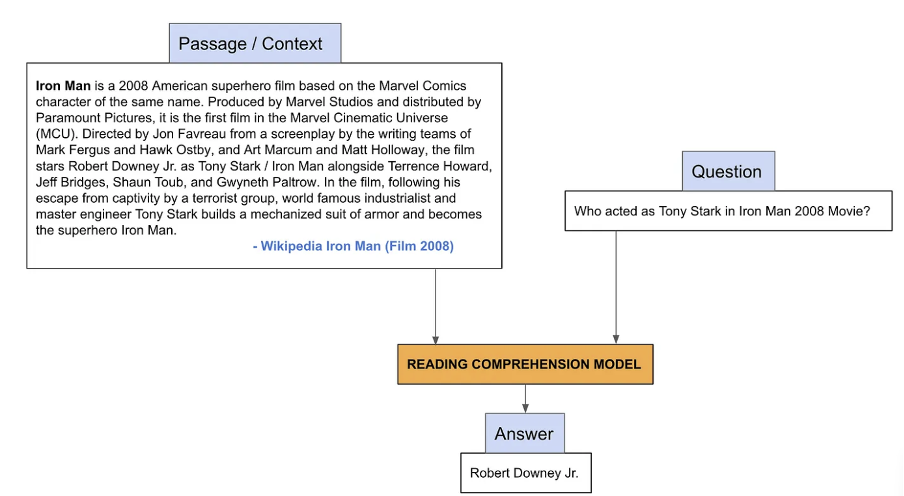 Passage / Context
Iron Man is a 2008 American superhero film based on the Marvel Comics
character of the same name. Produced by Marvel Studios and distributed by
Paramount Pictures, it is the first film in the Marvel Cinematic Universe
(MCU). Directed by Jon Favreau from a screenplay by the writing teams of
Mark Fergus and Hawk Ostby, and Art Marcum and Matt Holloway, the film
stars Robert Downey Jr. as Tony Stark / Iron Man alongside Terrence Howard,
Jeff Bridges, Shaun Toub, and Gwyneth Paltrow. In the film, following his
escape from captivity by a terrorist group, world famous industrialist and
master engineer Tony Stark builds a mechanized suit of armor and becomes
the superhero Iron Man.
- Wikipedia Iron Man (Film 2008)
Question
Who acted as Tony Stark in Iron Man 2008 Movie?
READING COMPREHENSION MODEL
Answer
Robert Downey Jr.